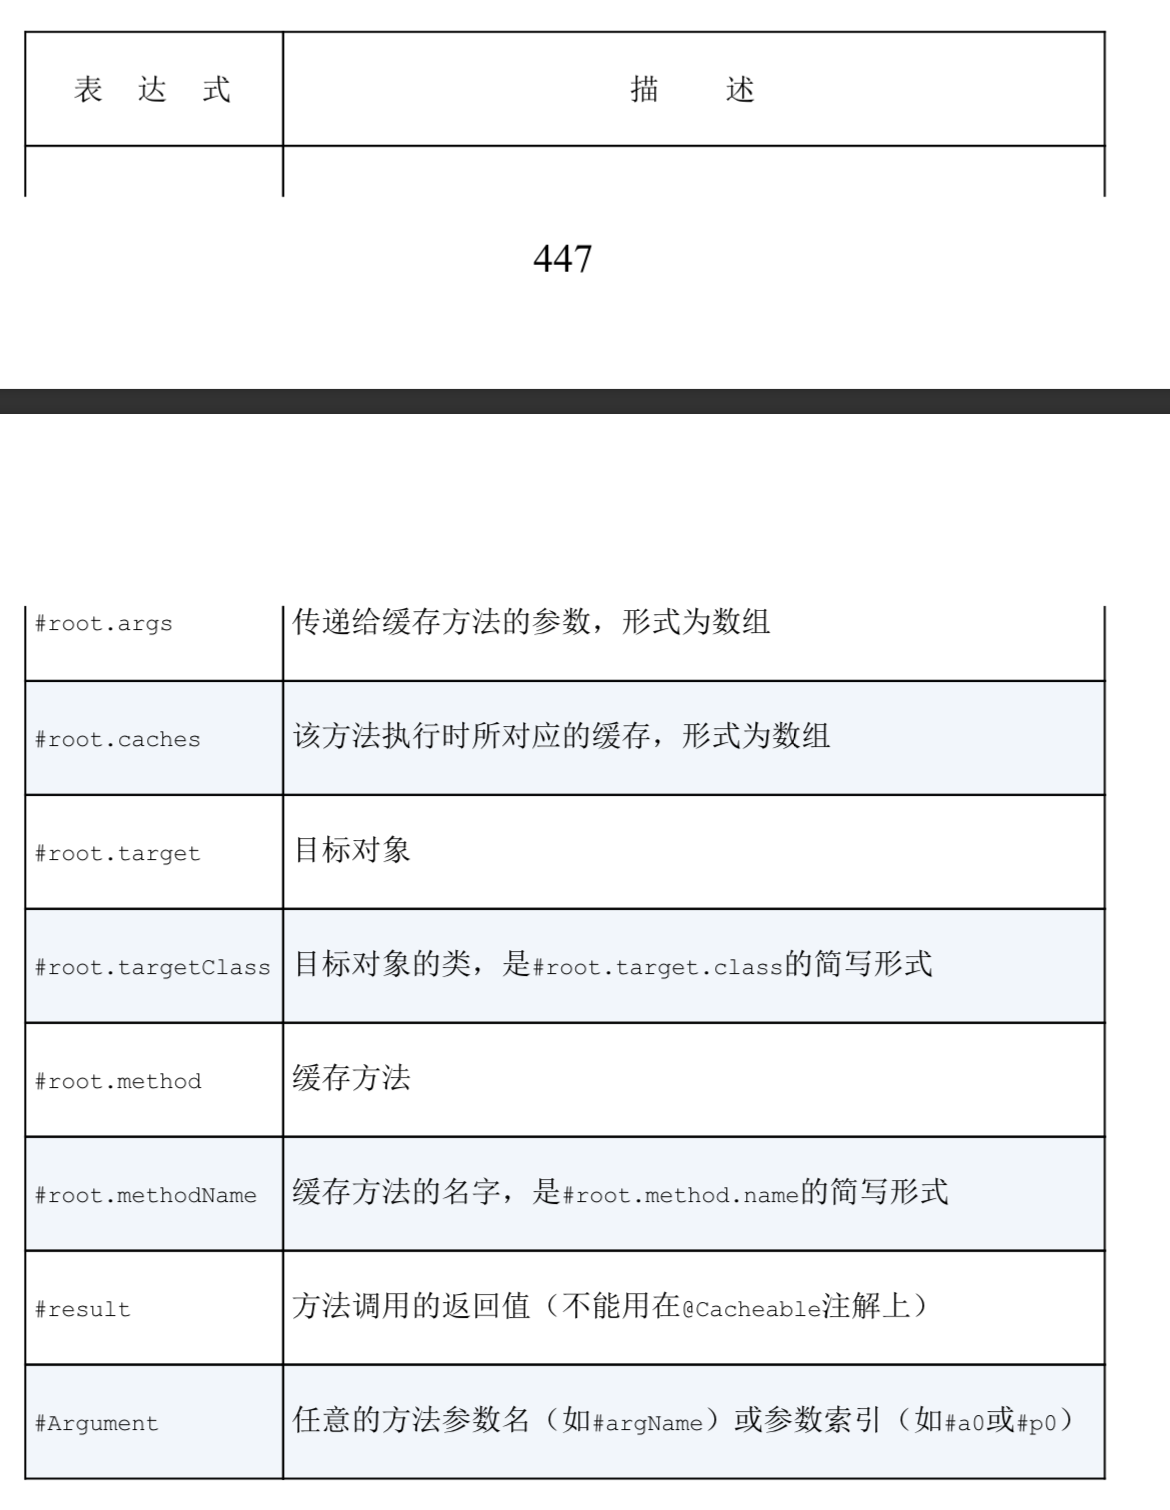 表 达 式 描 述
447
#root.args 传递给缓存方法的参数，形式为数组
#root.caches 该方法执行时所对应的缓存，形式为数组
#root.target 目标对象
#root.targetClass 目标对象的类，是#root.target.class的简写形式
#root.method 缓存方法
#root.methodName 缓存方法的名字，是#root.method.name的简写形式
#result 方法调用的返回值（不能用在@Cacheable注解上）
#Argument 任意的方法参数名（如#argName）或参数索引（如#a0或#p0）